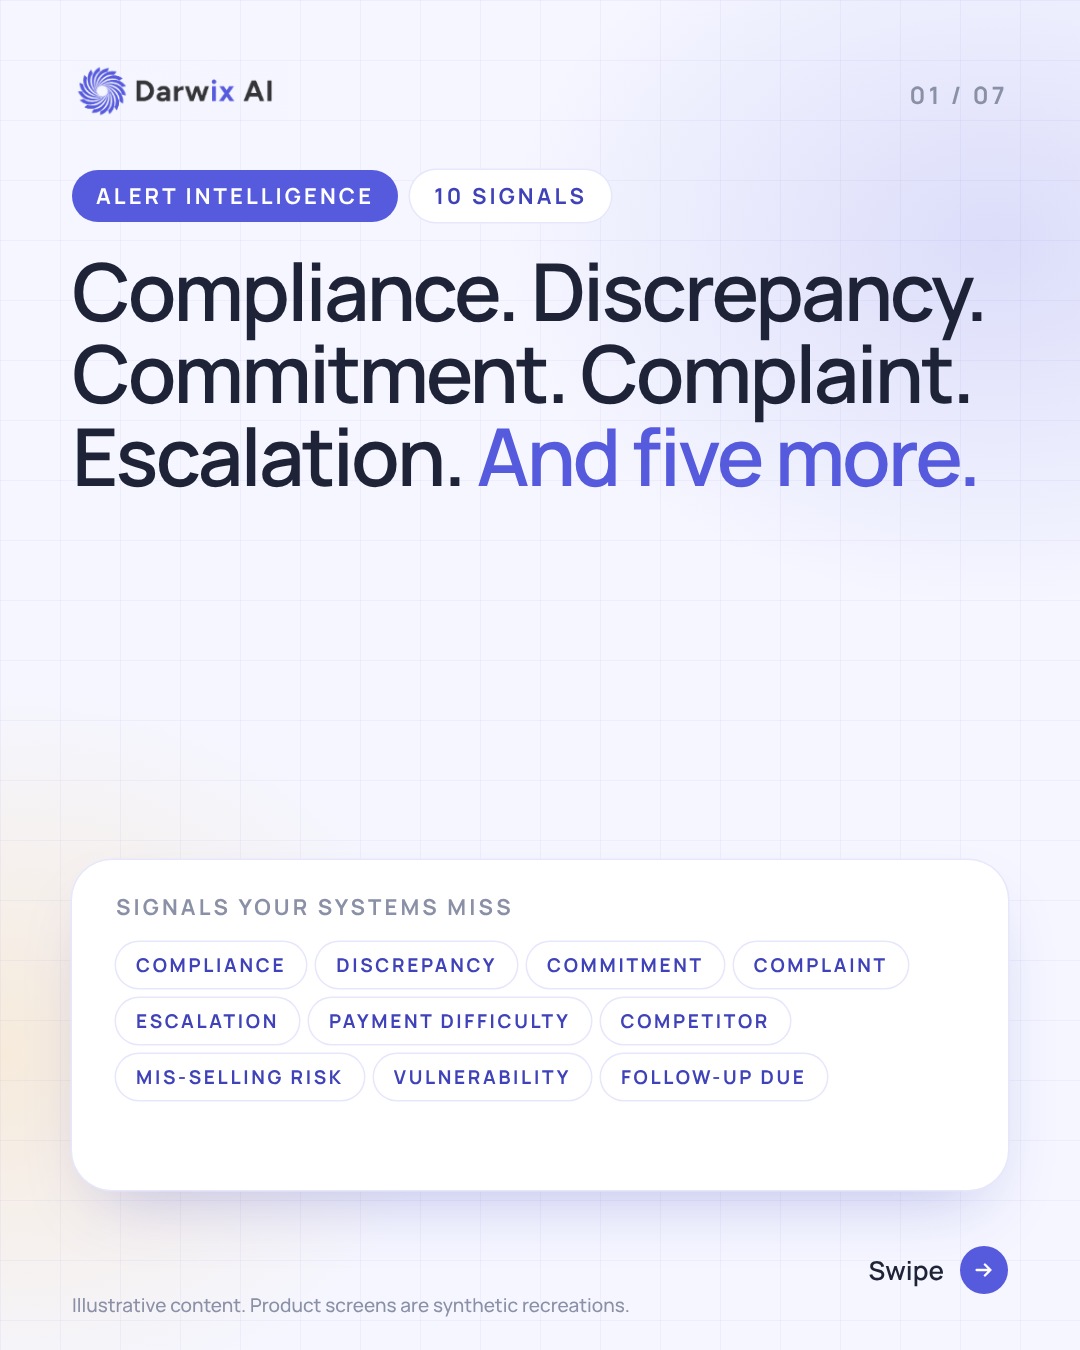 Darwix AI
01 / 07
ALERT INTELLIGENCE
10 SIGNALS
Compliance. Discrepancy.
Commitment. Complaint.
Escalation. And five more.
SIGNALS YOUR SYSTEMS MISS
COMPLIANCE DISCREPANCY COMMITMENT COMPLAINT
ESCALATION PAYMENT DIFFICULTY COMPETITOR
MIS-SELLING RISK VULNERABILITY FOLLOW-UP DUE
Swipe
Illustrative content. Product screens are synthetic recreations.